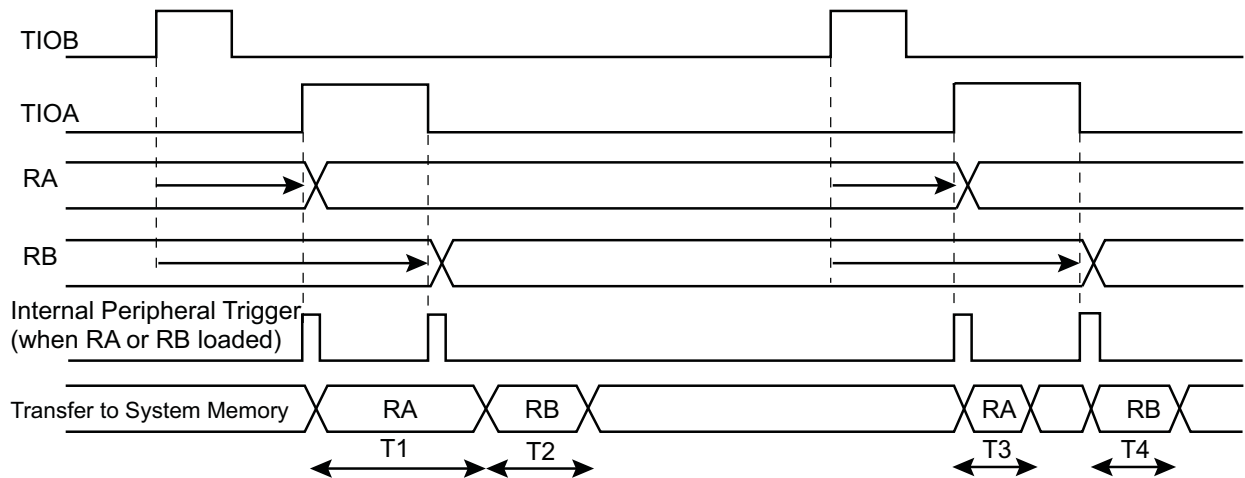 TIOB
TIOA
RA
RB
Internal Peripheral Trigger
(when RA or RB loaded)
Transfer to System Memory RA RB RA RB
T1 T2 T3 T4